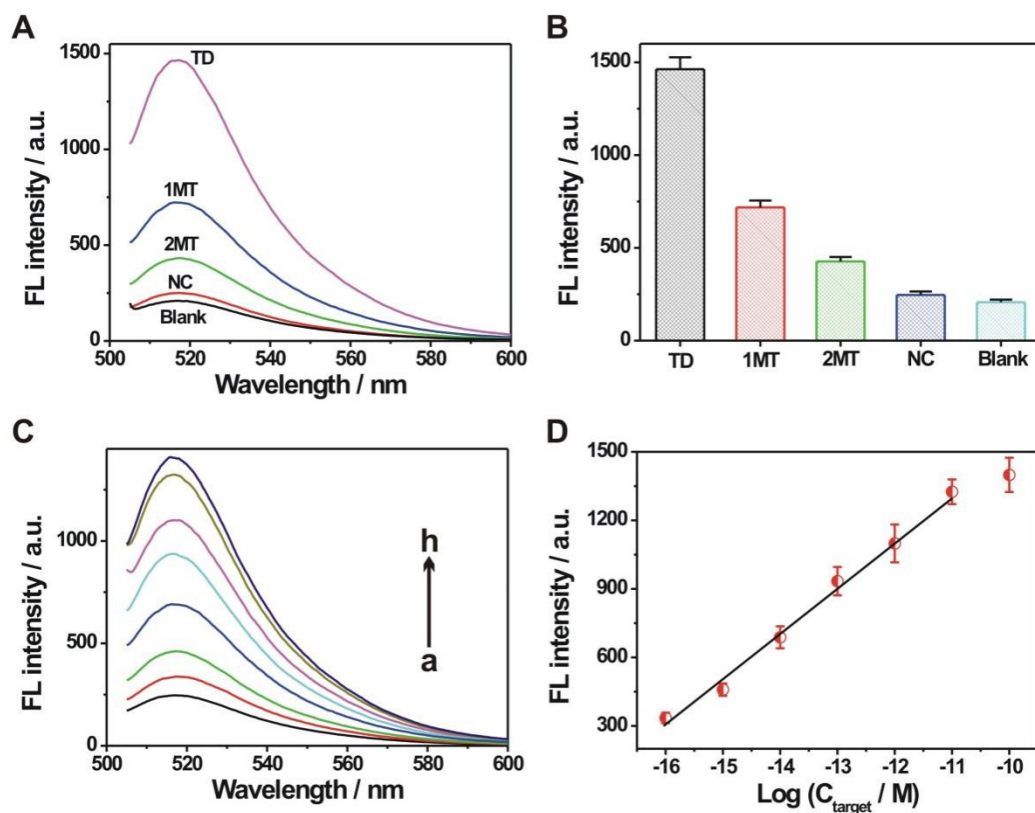 A
FL intensity / a.u.
1500
1000
500
0
TD
1MT
2MT
NC
Blank
500 520 540 560 580 600
Wavelength / nm
B
FL intensity / a.u.
1500
1000
500
0
TD 1MT 2MT NC Blank
C
FL intensity / a.u.
1000
500
0
h
a
500 520 540 560 580 600
Wavelength / nm
D
FL intensity / a.u.
1500
1200
900
600
300
-16 -15 -14 -13 -12 -11 -10
Log (C_target / M)